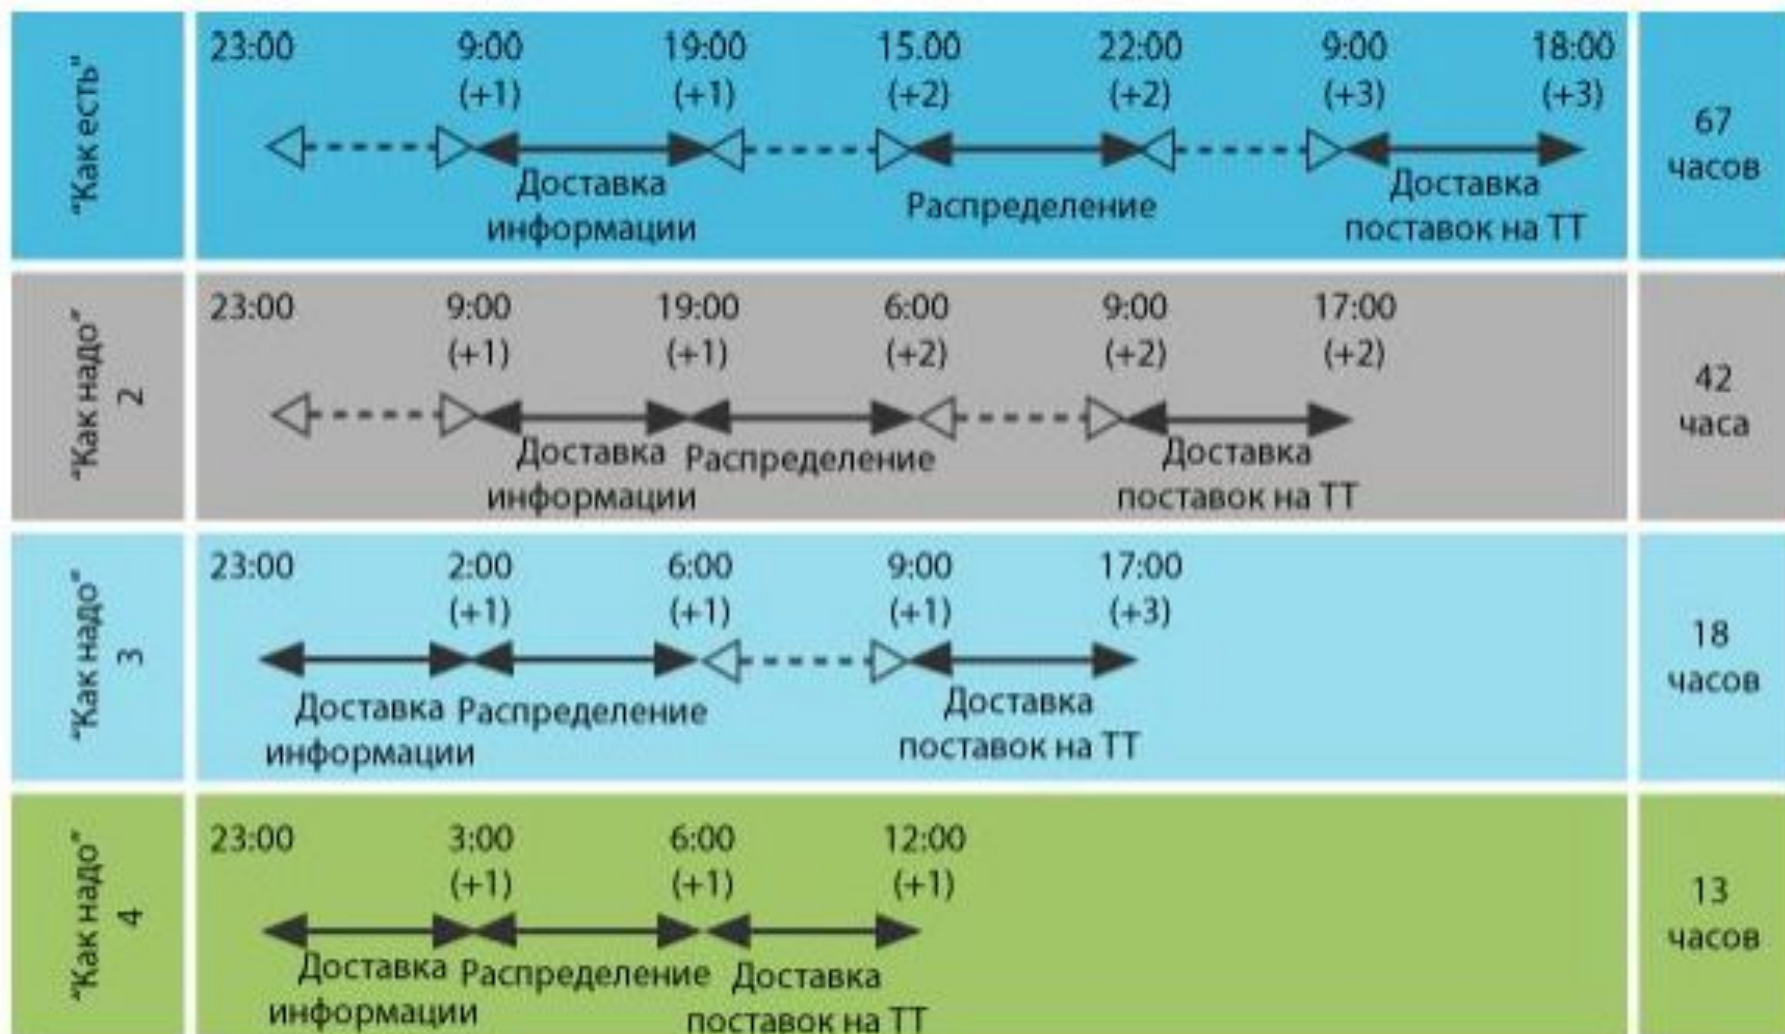 “Как есть"
23:00 9:00 19:00 15.00 22:00 9:00 18:00
(+1) (+1) (+2) (+2) (+3) (+3)
Доставка Распределение Доставка
информации поставок на ТТ
67
часов
“Как надо”
2
23:00 9:00 19:00 6:00 9:00 17:00
(+1) (+1) (+2) (+2) (+2)
Доставка Распределение Доставка
информации поставок на ТТ
42
часа
“Как надо”
3
23:00 2:00 6:00 9:00 17:00
(+1) (+1) (+1) (+3)
Доставка Распределение Доставка
информации поставок на ТТ
18
часов
“Как надо”
4
23:00 3:00 6:00 12:00
(+1) (+1) (+1)
Доставка Распределение Доставка
информации поставок на ТТ
13
часов